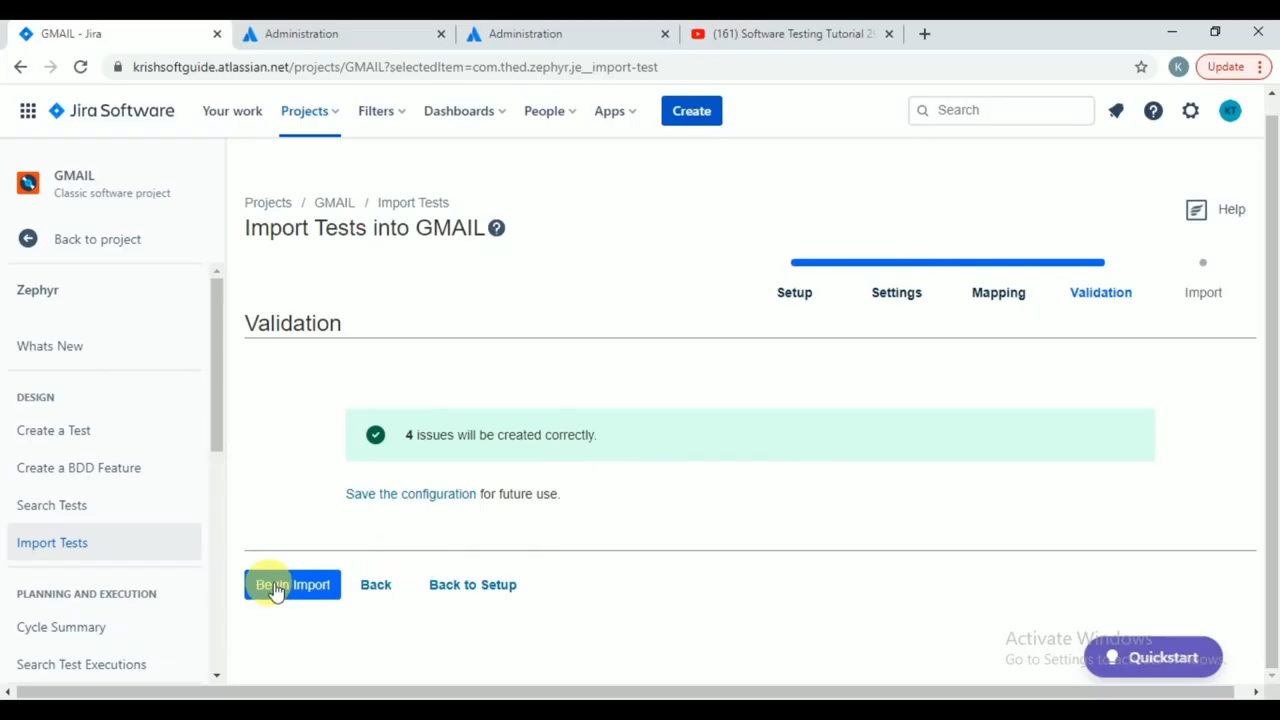 GMAIL - Jira
Administration
Administration
(161) Software Testing Tutorial
krishsoftguide.atlassian.net/projects/GMAIL?selectedItem=com.thed.zephyr.je__import-test
K
Update
Jira Software
Your work
Projects
Filters
Dashboards
People
Apps
Create
Search
KT
GMAIL
Classic software project
Back to project
Zephyr
Whats New
DESIGN
Create a Test
Create a BDD Feature
Search Tests
Import Tests
PLANNING AND EXECUTION
Cycle Summary
Search Test Executions
Projects / GMAIL / Import Tests
Import Tests into GMAIL
Help
Setup
Settings
Mapping
Validation
Import
Validation
4 issues will be created correctly.
Save the configuration for future use.
Begin Import
Back
Back to Setup
Activate Windows
Go to Settings to activate Windows.
Quickstart